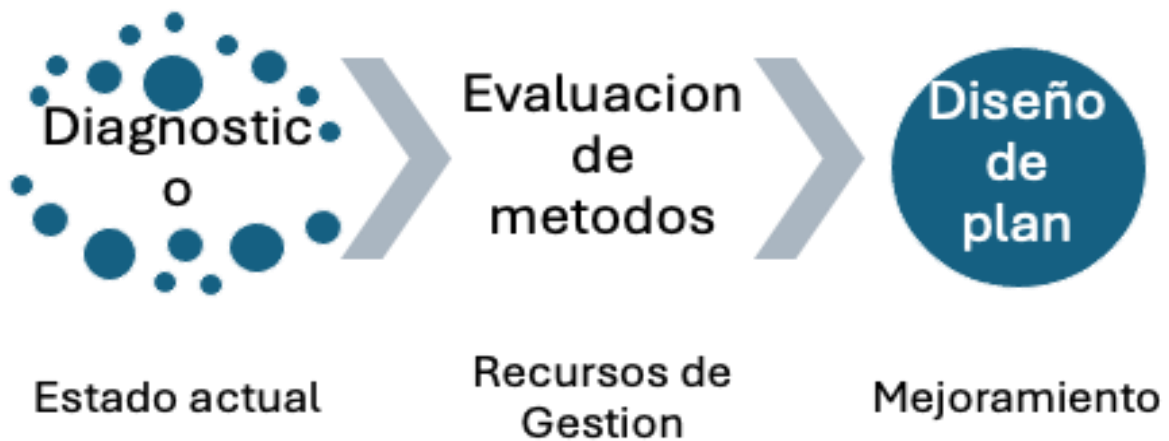 Diagnostic
o
Evaluacion
de
metodos
Diseño
de
plan
Estado actual
Recursos de
Gestion
Mejoramiento